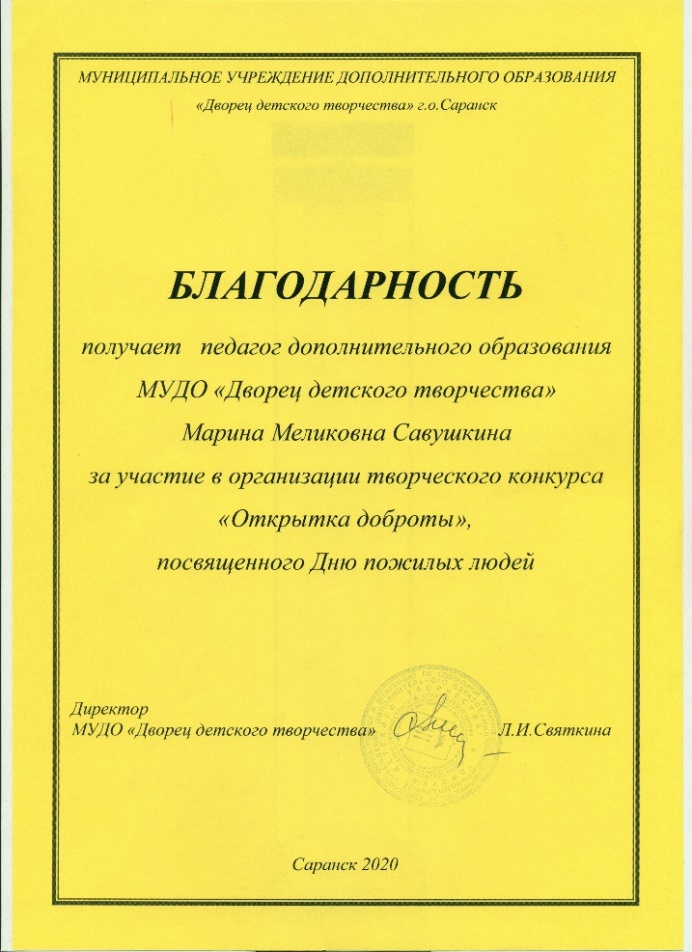 МУНИЦИПАЛЬНОЕ УЧРЕЖДЕНИЕ ДОПОЛНИТЕЛЬНОГО ОБРАЗОВАНИЯ
«Дворец детского творчества» г.о.Саранск
БЛАГОДАРНОСТЬ
получает педагог дополнительного образования
МУДО «Дворец детского творчества»
Марина Меликовна Савушкина
за участие в организации творческого конкурса
«Открытка доброты»,
посвященного Дню пожилых людей
Директор
МУДО «Дворец детского творчества» Л.И.Святкина
Саранск 2020